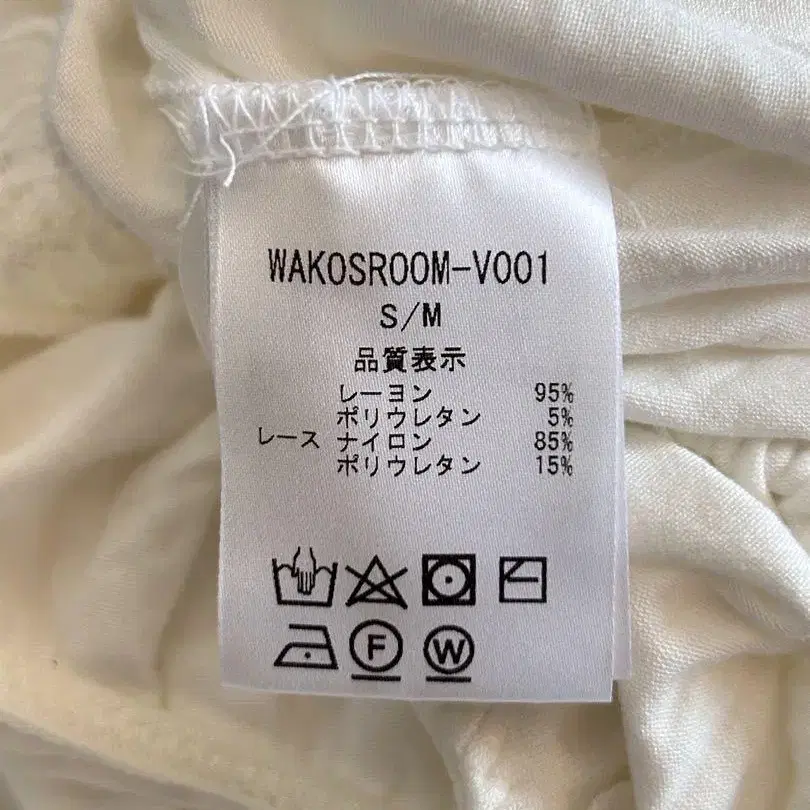 WAKOSROOM-V001
S/M
品質表示
レーヨン 95%
ポリウレタン 5%
レース ナイロン 85%
ポリウレタン 15%
F W